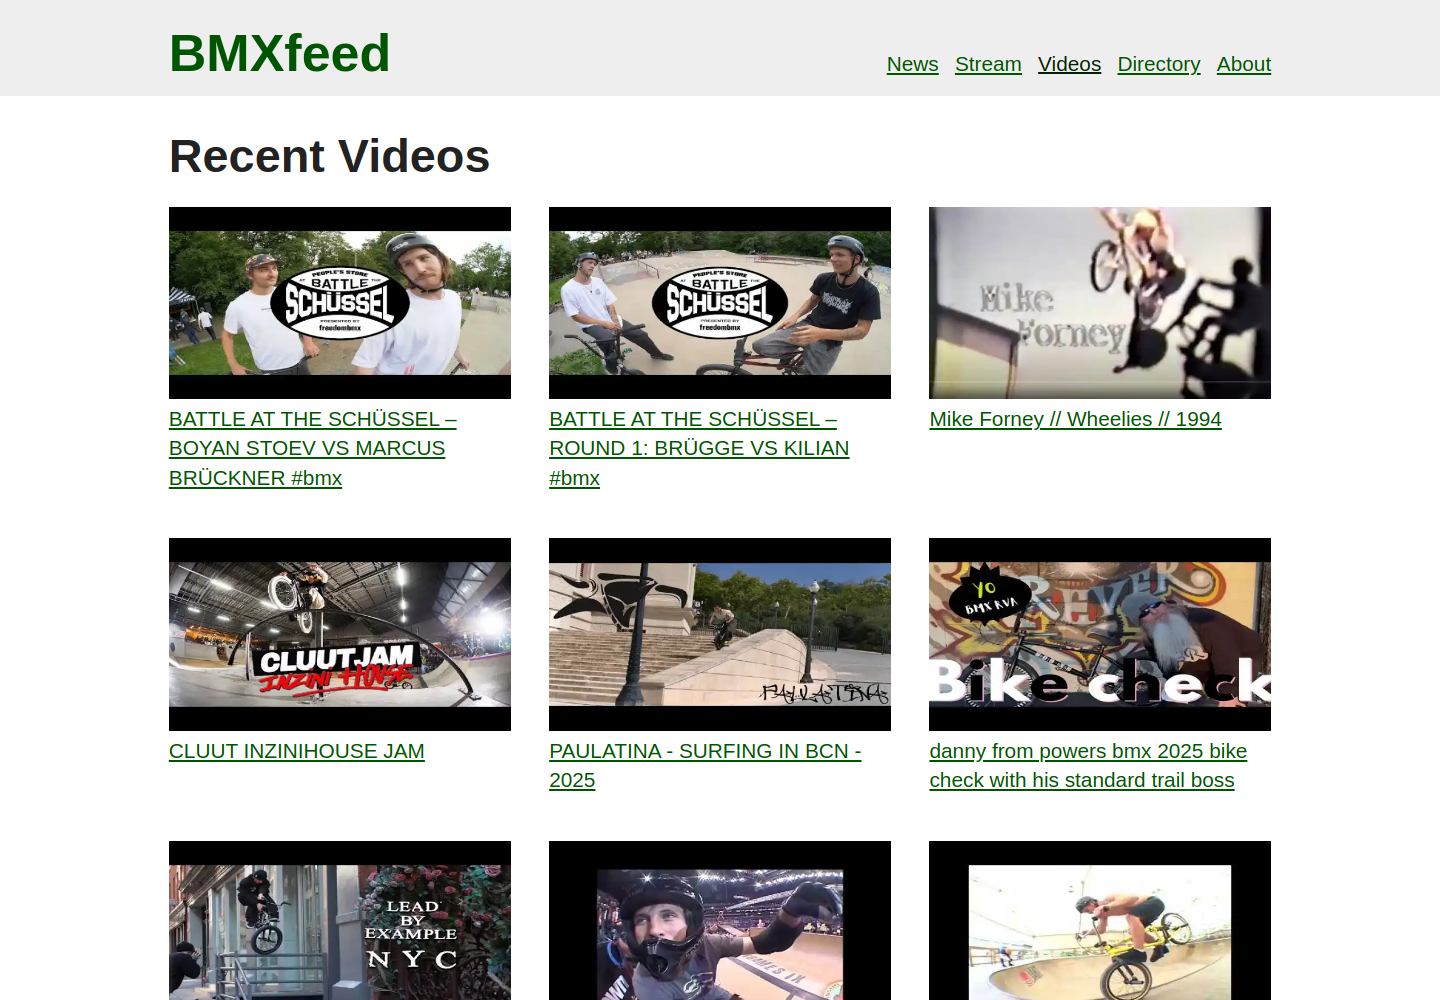 BMXfeed
News Stream Videos Directory About
Recent Videos
PEOPLE'S STORE
AT BATTLE THE
SCHÜSSEL
PRESENTED BY
freedombmx
PEOPLE'S STORE
AT BATTLE THE
SCHÜSSEL
PRESENTED BY
freedombmx
Mike
Forney
BATTLE AT THE SCHÜSSEL –
BOYAN STOEV VS MARCUS
BRÜCKNER #bmx
BATTLE AT THE SCHÜSSEL –
ROUND 1: BRÜGGE VS KILIAN
#bmx
Mike Forney // Wheelies // 1994
CLUUTJAM
INZINI HOUSE
PAULATINA
YO
BMX RVA
Bike check
CLUUT INZINIHOUSE JAM
PAULATINA - SURFING IN BCN -
2025
danny from powers bmx 2025 bike
check with his standard trail boss
LEAD
BY
EXAMPLE
NYC